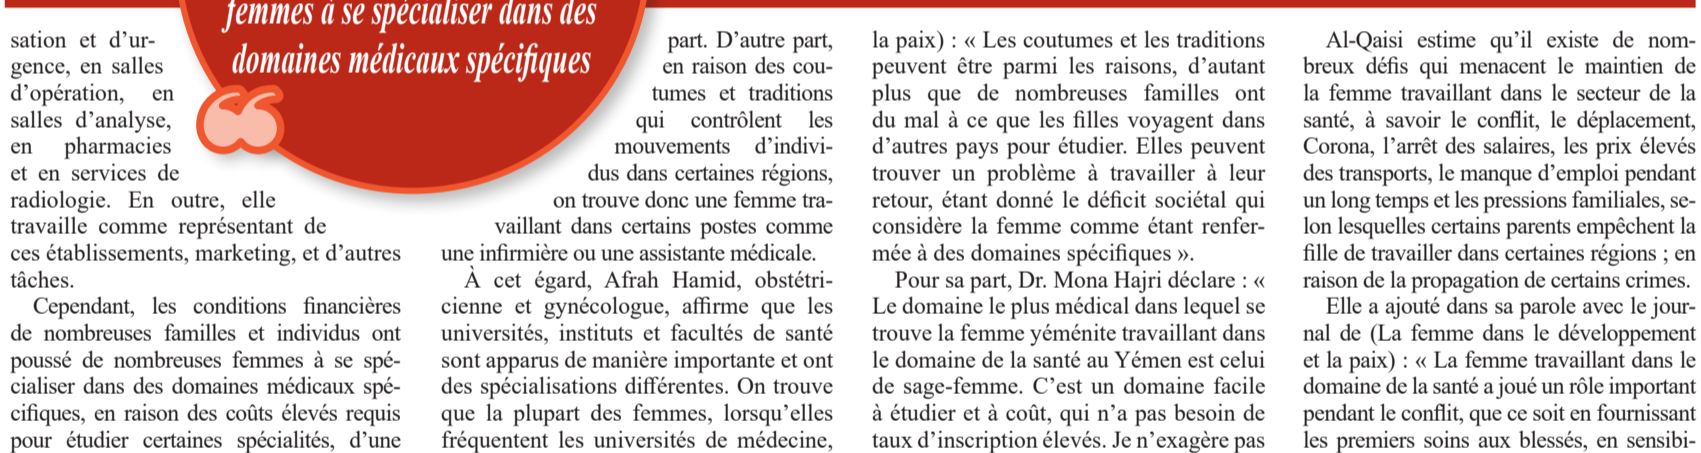 femmes à se spécialiser dans des
domaines médicaux spécifiques
sation et d’ur-
gence, en salles
d’opération, en
salles d’analyse,
en pharmacies
et en services de
radiologie. En outre, elle
travaille comme représentant de
ces établissements, marketing, et d’autres
tâches.
Cependant, les conditions financières
de nombreuses familles et individus ont
poussé de nombreuses femmes à se spé-
cialiser dans des domaines médicaux spé-
cifiques, en raison des coûts élevés requis
pour étudier certaines spécialités, d’une
part. D’autre part,
en raison des cou-
tumes et traditions
qui contrôlent les
mouvements d’indivi-
dus dans certaines régions,
on trouve donc une femme tra-
vaillant dans certains postes comme
une infirmière ou une assistante médicale.
À cet égard, Afrah Hamid, obstétri-
cienne et gynécologue, affirme que les
universités, instituts et facultés de santé
sont apparus de manière importante et ont
des spécialisations différentes. On trouve
que la plupart des femmes, lorsqu’elles
fréquentent les universités de médecine,
la paix) : « Les coutumes et les traditions
peuvent être parmi les raisons, d’autant
plus que de nombreuses familles ont
du mal à ce que les filles voyagent dans
d’autres pays pour étudier. Elles peuvent
trouver un problème à travailler à leur
retour, étant donné le déficit sociétal qui
considère la femme comme étant renfer-
mée à des domaines spécifiques ».
Pour sa part, Dr. Mona Hajri déclare : «
Le domaine le plus médical dans lequel se
trouve la femme yéménite travaillant dans
le domaine de la santé au Yémen est celui
de sage-femme. C’est un domaine facile
à étudier et à coût, qui n’a pas besoin de
taux d’inscription élevés. Je n’exagère pas
Al-Qaisi estime qu’il existe de nom-
breux défis qui menacent le maintien de
la femme travaillant dans le secteur de la
santé, à savoir le conflit, le déplacement,
Corona, l’arrêt des salaires, les prix élevés
des transports, le manque d’emploi pendant
un long temps et les pressions familiales, se-
lon lesquelles certains parents empêchent la
fille de travailler dans certaines régions ; en
raison de la propagation de certains crimes.
Elle a ajouté dans sa parole avec le jour-
nal de (La femme dans le développement
et la paix) : « La femme travaillant dans le
domaine de la santé a joué un rôle important
pendant le conflit, que ce soit en fournissant
les premiers soins aux blessés, en sensibi-